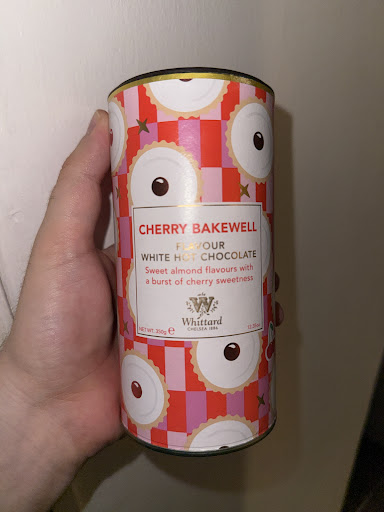 CHERRY BAKEWELL
FLAVOUR
WHITE HOT CHOCOLATE
Sweet almond flavours with
a burst of cherry sweetness
W
Whittard
CHELSEA 1886
NET WT. 350g e